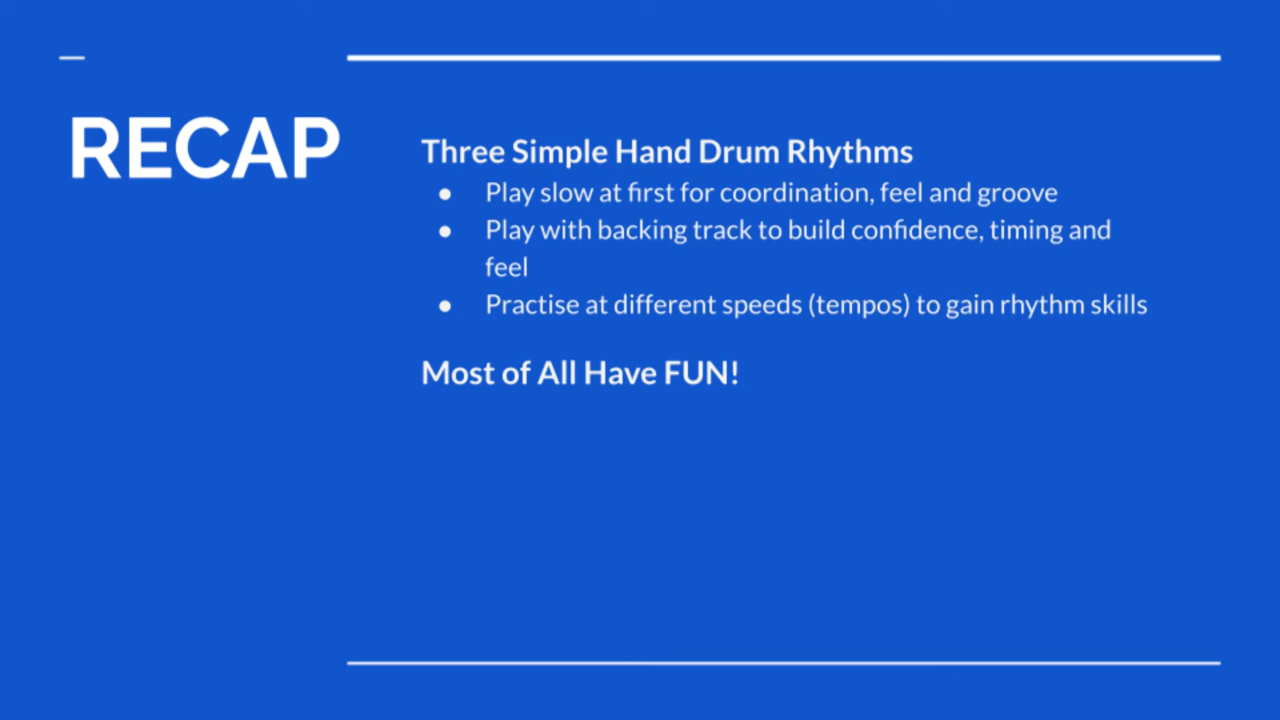 RECAP
Three Simple Hand Drum Rhythms
● Play slow at first for coordination, feel and groove
● Play with backing track to build confidence, timing and
feel
● Practise at different speeds (tempos) to gain rhythm skills
Most of All Have FUN!